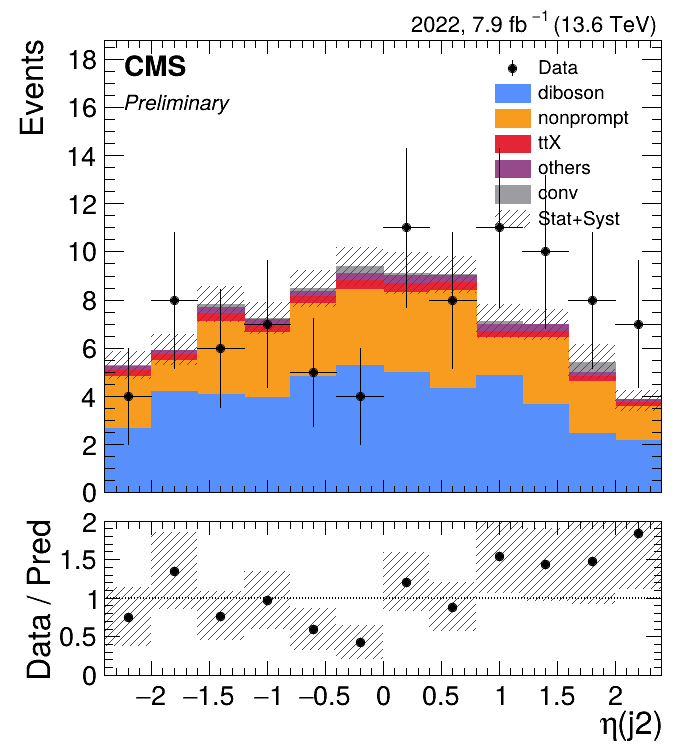 2022, 7.9 fb⁻¹ (13.6 TeV)
Events
18
16
14
12
10
8
6
4
2
0
CMS
Preliminary
Data
diboson
nonprompt
ttX
others
conv
Stat+Syst
Data / Pred
2
1.5
1
0.5
0
−2 −1.5 −1 −0.5 0 0.5 1 1.5 2
η(j2)